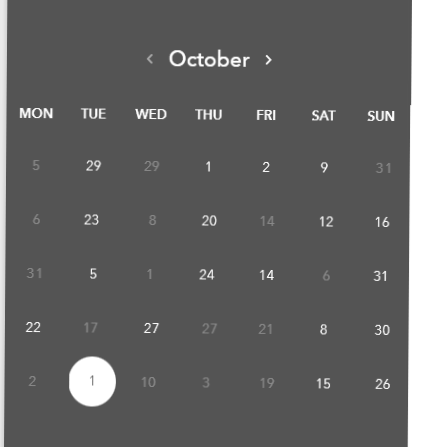 ‹ October ›
MON TUE WED THU FRI SAT SUN
5 29 29 1 2 9 31
6 23 8 20 14 12 16
31 5 1 24 14 6 31
22 17 27 27 21 8 30
2 1 10 3 19 15 26